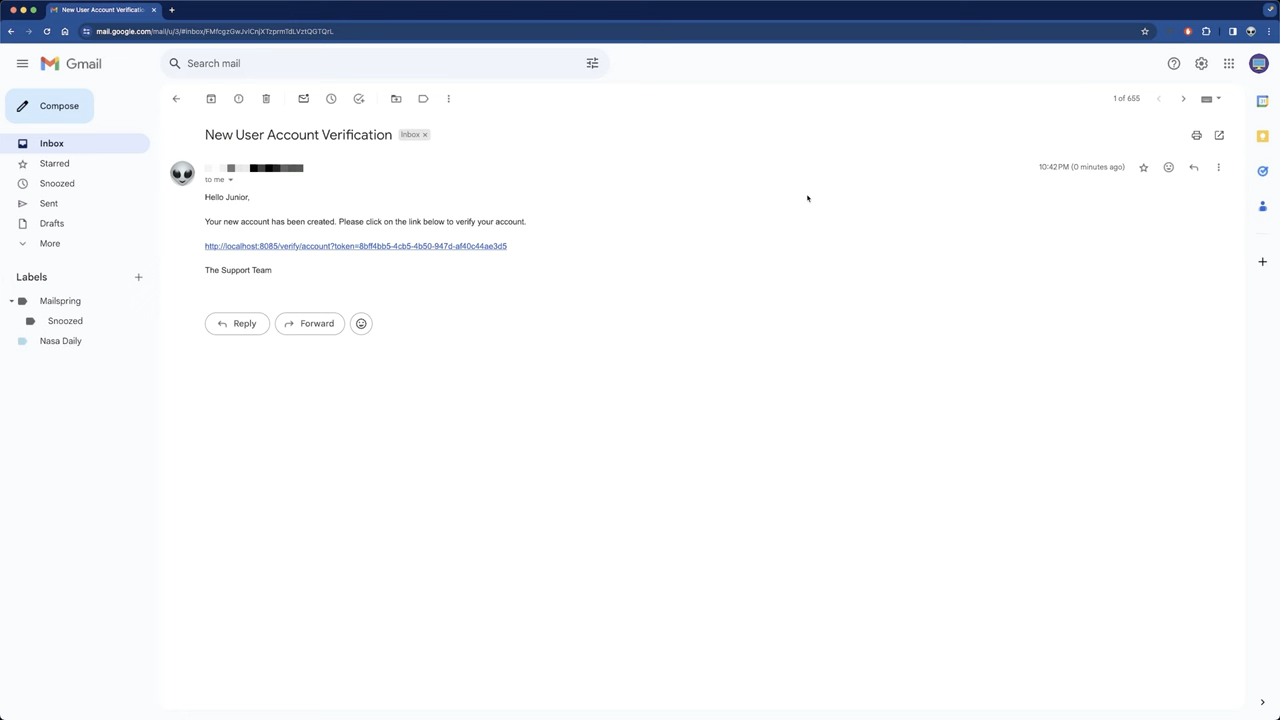 New User Account Verificatio
mail.google.com/mail/u/3/#inbox/FMfcgzGwJvlCnjXTzprmTdLVztQGTQrL
Gmail
Search mail
Compose
1 of 655
Inbox
Starred
Snoozed
Sent
Drafts
More
Labels
Mailspring
Snoozed
Nasa Daily
New User Account Verification Inbox x
10:42 PM (0 minutes ago)
to me
Hello Junior,
Your new account has been created. Please click on the link below to verify your account.
http://localhost:8085/verify/account?token=8bff4bb5-4cb5-4b50-947d-af40c44ae3d5
The Support Team
Reply
Forward